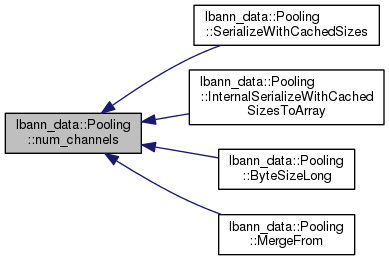 lbann_data::Pooling
::SerializeWithCachedSizes
lbann_data::Pooling
::InternalSerializeWithCached
SizesToArray
lbann_data::Pooling
::num_channels
lbann_data::Pooling
::ByteSizeLong
lbann_data::Pooling
::MergeFrom